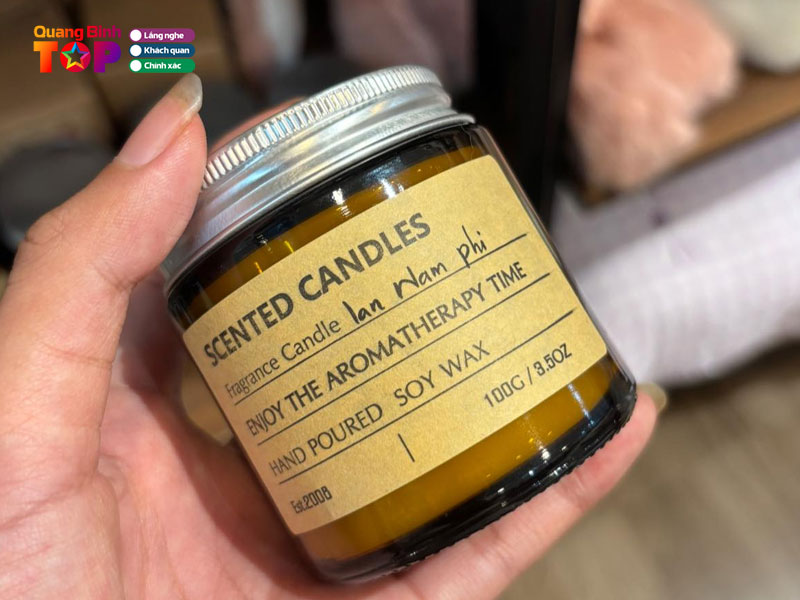 Quang Bình
TOP
Lắng nghe
Khách quan
Chính xác
SCENTED CANDLES
Fragrance Candle lan Nam phi
ENJOY THE AROMATHERAPY TIME
HAND POURED SOY WAX
100G / 3.5OZ
Est.2008